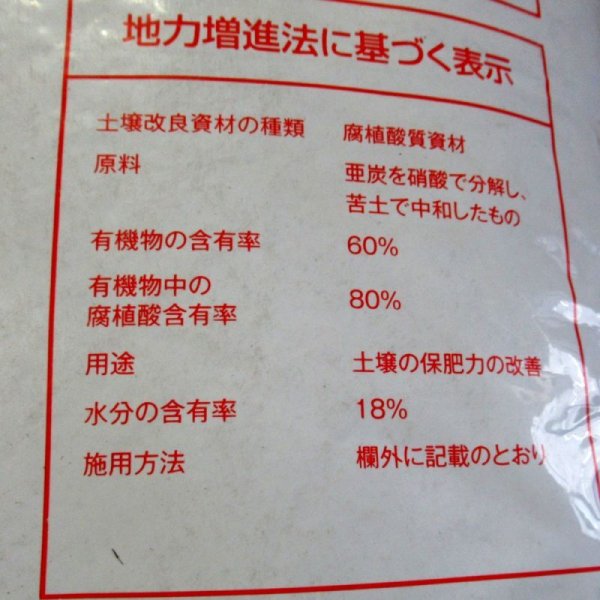 地力増進法に基づく表示
土壌改良資材の種類 腐植酸質資材
原料 亜炭を硝酸で分解し、
苦土で中和したもの
有機物の含有率 60%
有機物中の
腐植酸含有率 80%
用途 土壌の保肥力の改善
水分の含有率 18%
施用方法 欄外に記載のとおり